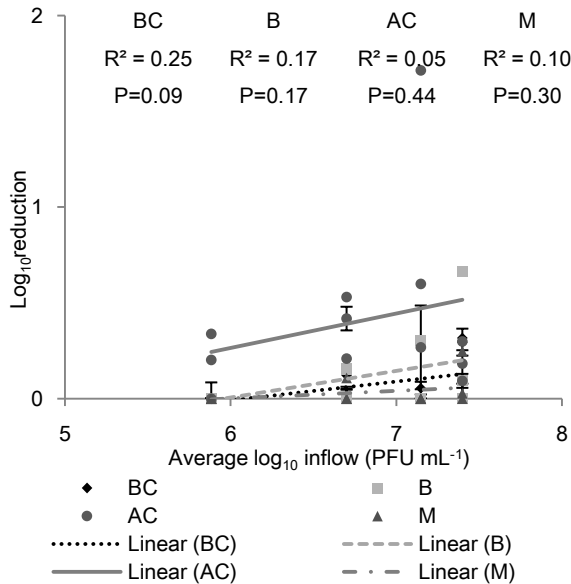 BC B AC M
R² = 0.25 R² = 0.17 R² = 0.05 R² = 0.10
P=0.09 P=0.17 P=0.44 P=0.30
2
1
0
Log₁₀reduction
5 6 7 8
Average log₁₀ inflow (PFU mL⁻¹)
BC B
AC M
Linear (BC) Linear (B)
Linear (AC) Linear (M)